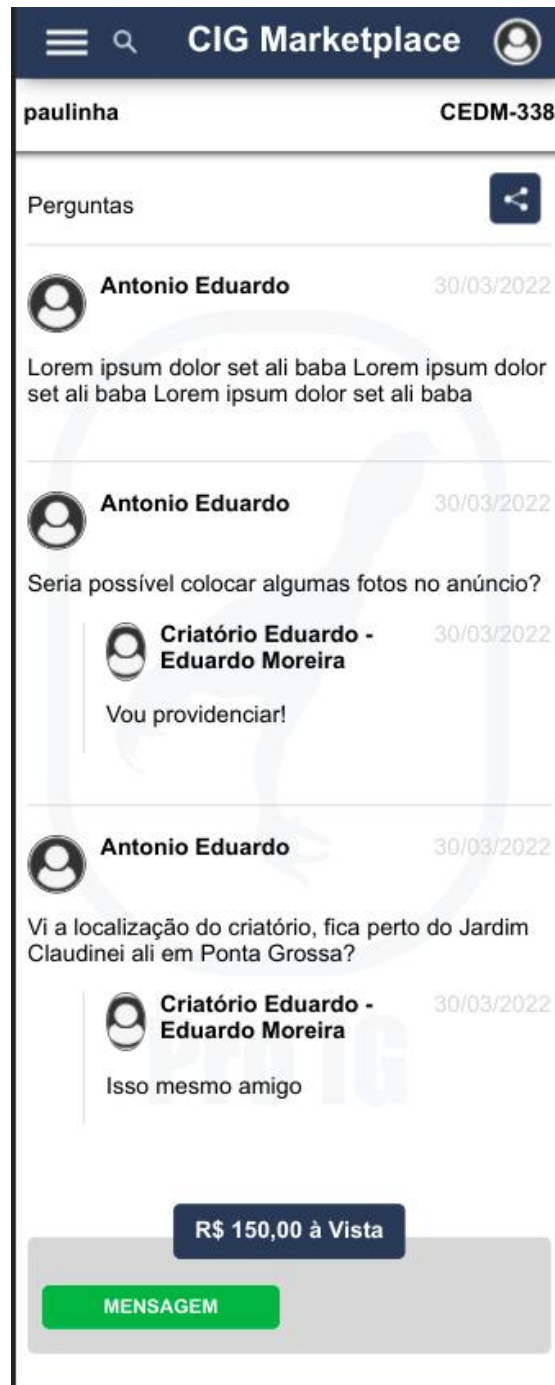 CIG Marketplace
paulinha CEDM-338
Perguntas
Antonio Eduardo 30/03/2022
Lorem ipsum dolor set ali baba Lorem ipsum dolor
set ali baba Lorem ipsum dolor set ali baba
Antonio Eduardo 30/03/2022
Seria possível colocar algumas fotos no anúncio?
Criatório Eduardo - 30/03/2022
Eduardo Moreira
Vou providenciar!
Antonio Eduardo 30/03/2022
Vi a localização do criatório, fica perto do Jardim
Claudinei ali em Ponta Grossa?
Criatório Eduardo - 30/03/2022
Eduardo Moreira
Isso mesmo amigo
Pro IG
R$ 150,00 à Vista
MENSAGEM